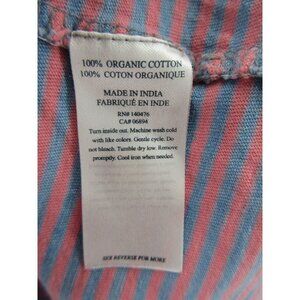 100% ORGANIC COTTON
100% COTON ORGANIQUE
MADE IN INDIA
FABRIQUÉ EN INDE
RN# 140476
CA# 06894
Turn inside out. Machine wash cold
with like colors. Gentle cycle. Do
not bleach. Tumble dry low. Remove
promptly. Cool iron when needed.
SEE REVERSE FOR MORE